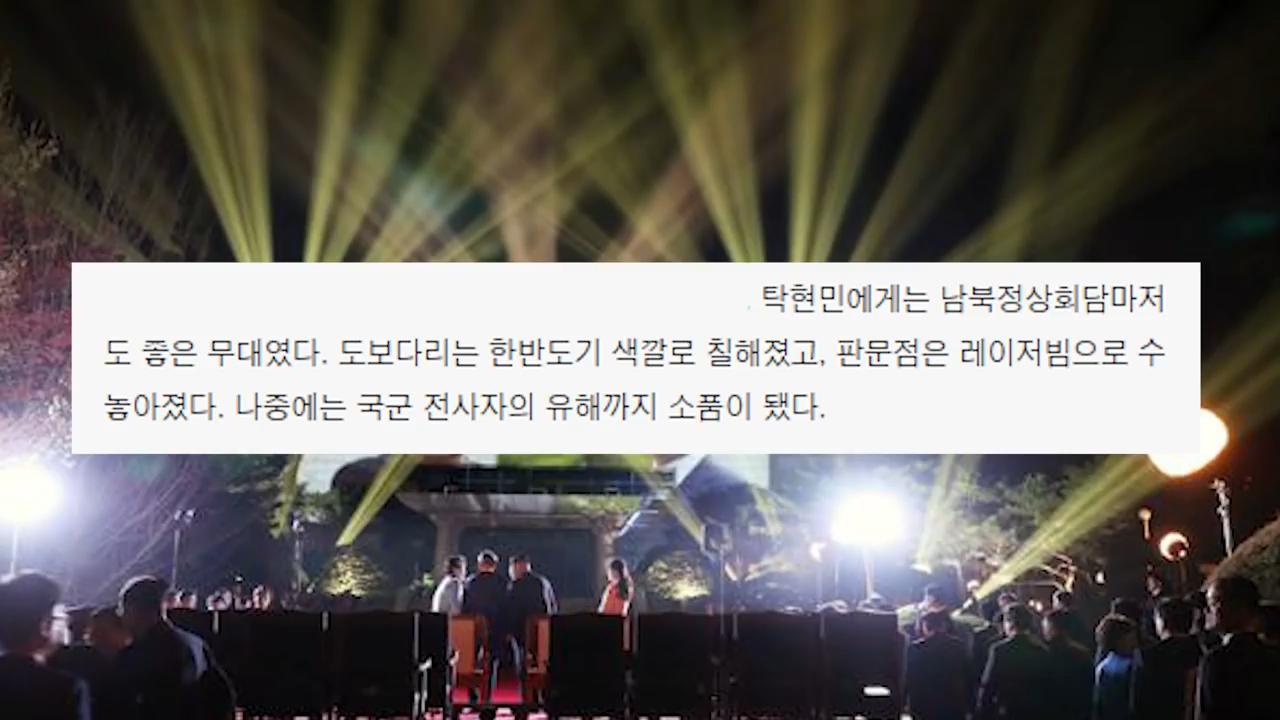 탁현민에게는 남북정상회담마저
도 좋은 무대였다. 도보다리는 한반도기 색깔로 칠해졌고, 판문점은 레이저빔으로 수
놓아졌다. 나중에는 국군 전사자의 유해까지 소품이 됐다.